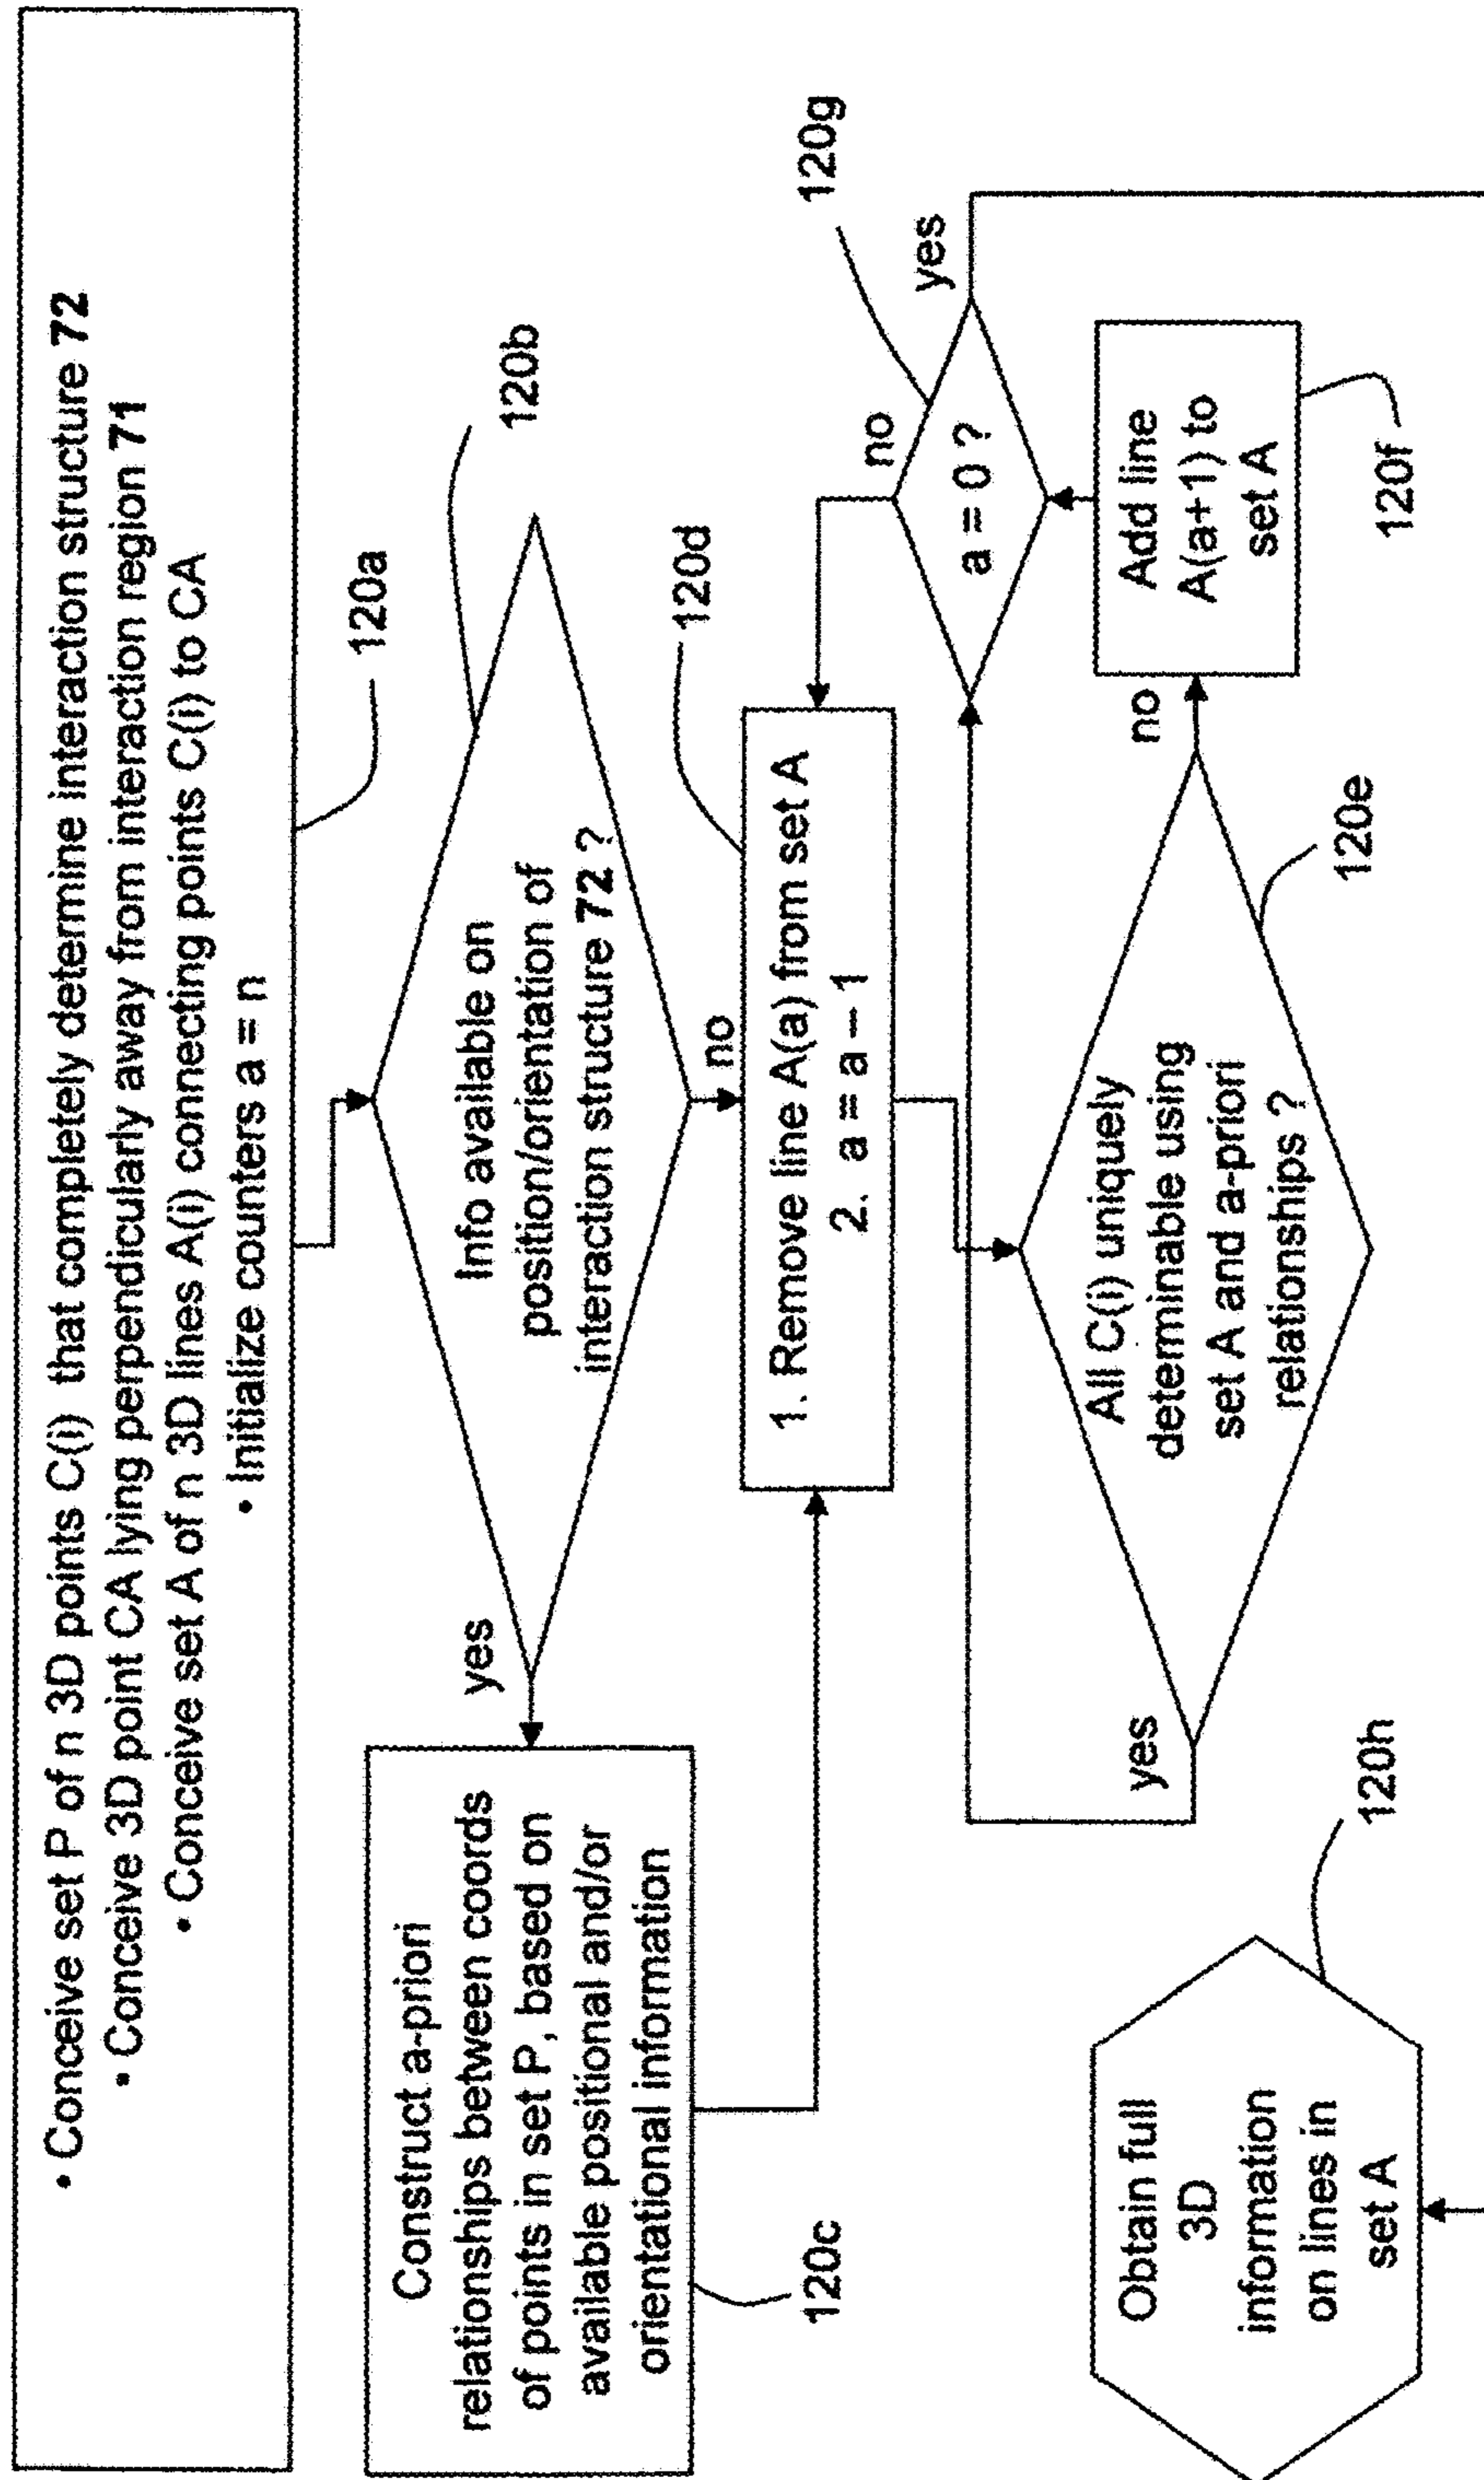 • Conceive set P of n 3D points C(i) that completely determine interaction structure 72
• Conceive 3D point CA lying perpendicularly away from interaction region 71
• Conceive set A of n 3D lines A(i) connecting points C(i) to CA
• Initialize counters a = n
120a
Info available on
position/orientation of
interaction structure 72 ?
120b
yes
no
Construct a-priori
relationships between coords
of points in set P, based on
available positional and/or
orientational information
120c
1. Remove line A(a) from set A
2. a = a – 1
120d
All C(i) uniquely
determinable using
set A and a-priori
relationships ?
120e
yes
no
Add line
A(a+1) to
set A
120f
a = 0 ?
120g
no
yes
Obtain full
3D
information
on lines in
set A
120h